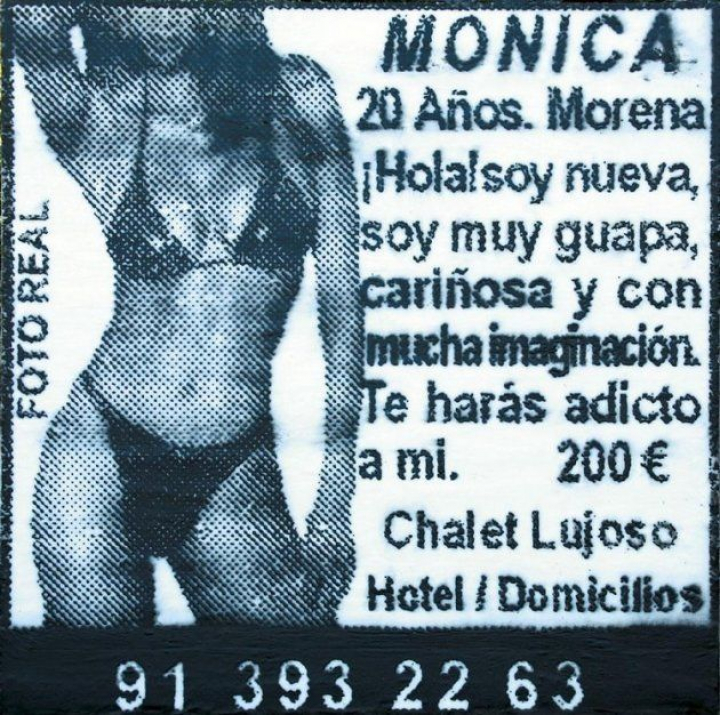 MONICA
20 Años. Morena
¡Hola!soy nueva,
soy muy guapa,
cariñosa y con
mucha imaginación.
Te harás adicto
a mi. 200 €
Chalet Lujoso
Hotel / Domicilios
FOTO REAL
91 393 22 63